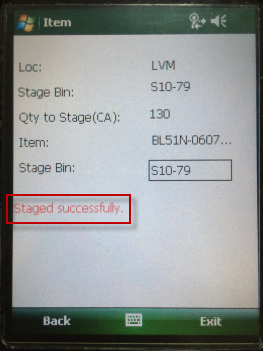 Item
Loc: LVM
Stage Bin: S10-79
Qty to Stage(CA): 130
Item: BL51N-0607...
Stage Bin: S10-79
Staged successfully.
Back Exit